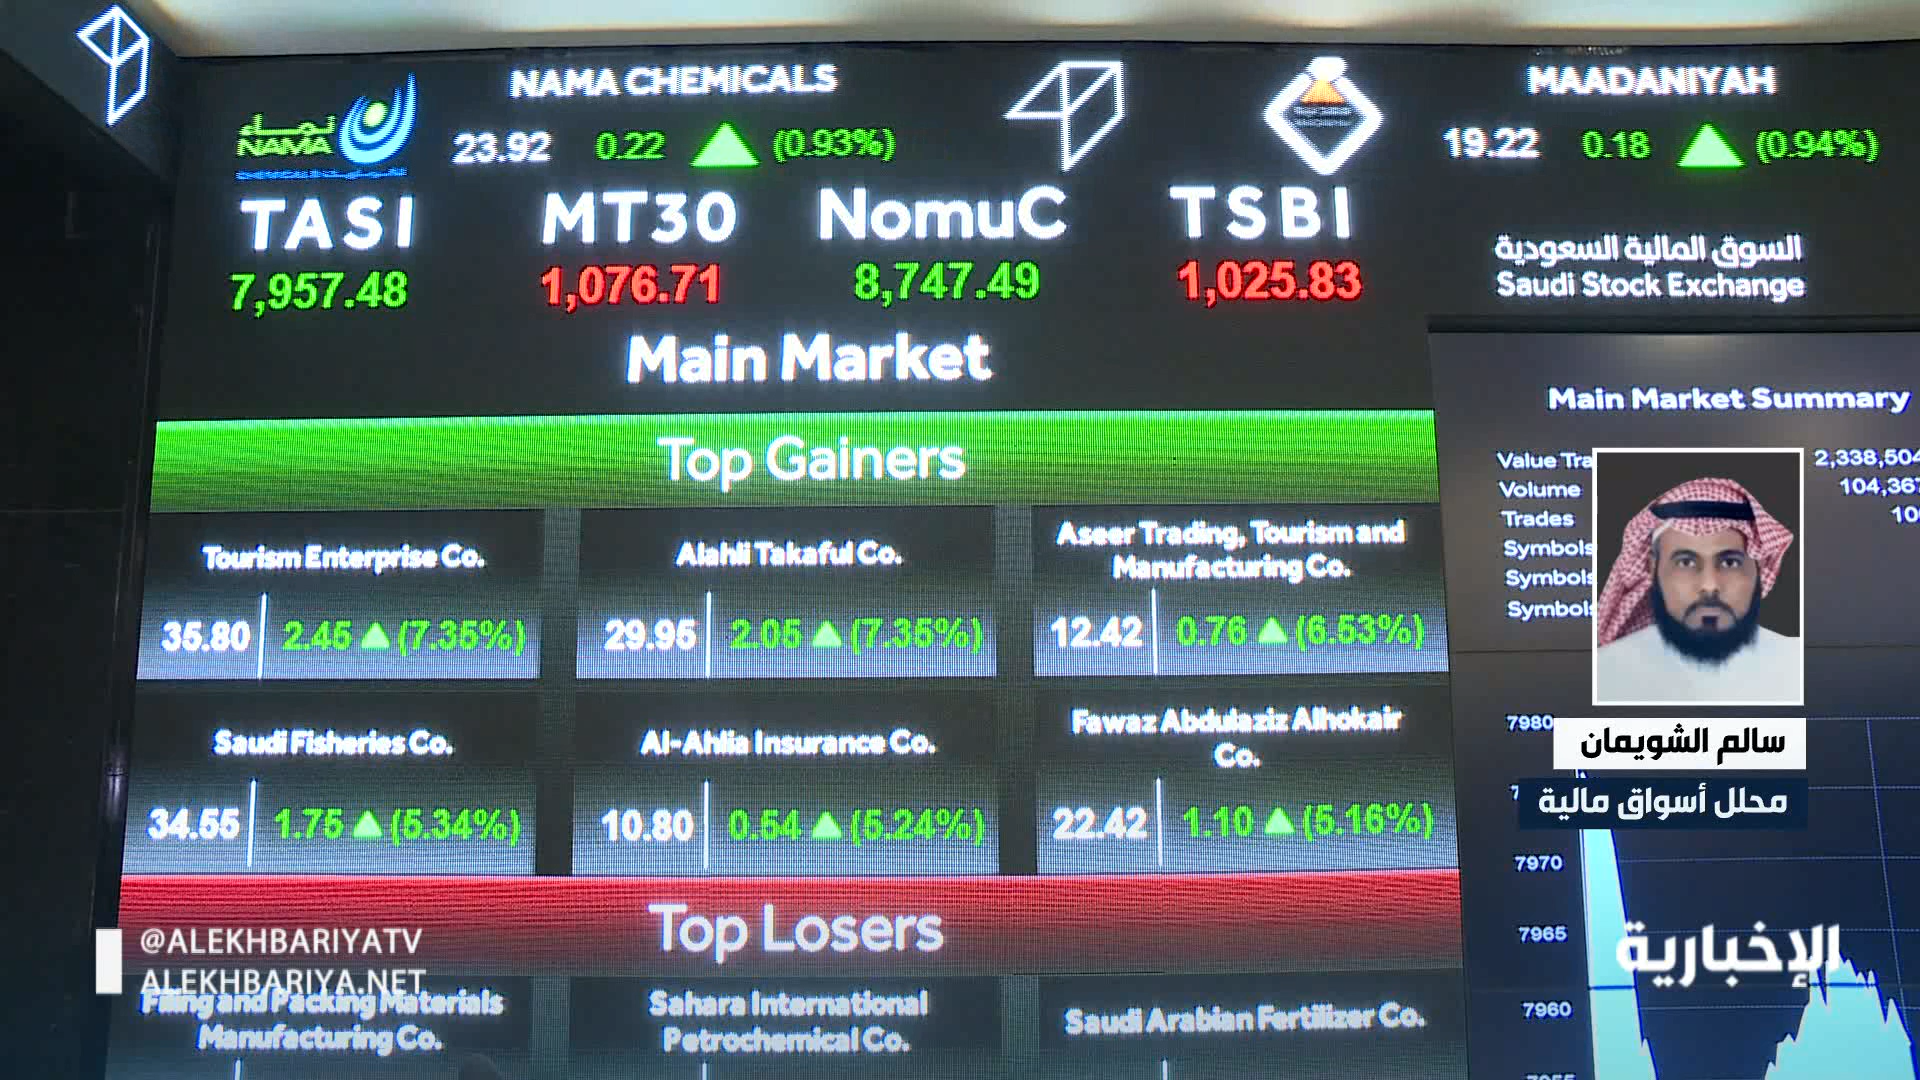 نماء
NAMA
NAMA CHEMICALS
23.92 0.22 (0.93%)
MAADANIYAH
19.22 0.18 (0.94%)
TASI MT30 NomuC TSBI
7,957.48 1,076.71 8,747.49 1,025.83
السوق المالية السعودية
Saudi Stock Exchange
Main Market
Top Gainers
Tourism Enterprise Co.
35.80 2.45 (7.35%)
Alahli Takaful Co.
29.95 2.05 (7.35%)
Aseer Trading, Tourism and
Manufacturing Co.
12.42 0.76 (6.53%)
Saudi Fisheries Co.
34.55 1.75 (5.34%)
Al-Ahlia Insurance Co.
10.80 0.54 (5.24%)
Fawaz Abdulaziz Alhokair
Co.
22.42 1.10 (5.16%)
Top Losers
Filing and Packing Materials
Manufacturing Co.
Sahara International
Petrochemical Co.
Saudi Arabian Fertilizer Co.
Main Market Summary
Value Tra 2,338,504
Volume 104,367
Trades 10
Symbols
Symbols
Symbols
7980
7970
7965
7960
7955
سالم الشويمان
محلل أسواق مالية
الإخبارية
@ALEKHBARIYATV
ALEKHBARIYA.NET